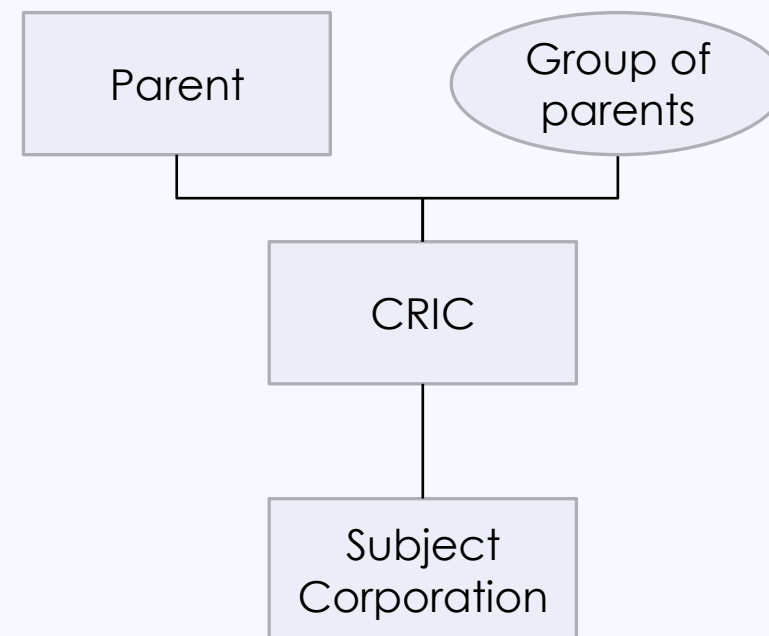 Parent
Group of
parents
CRIC
Subject
Corporation